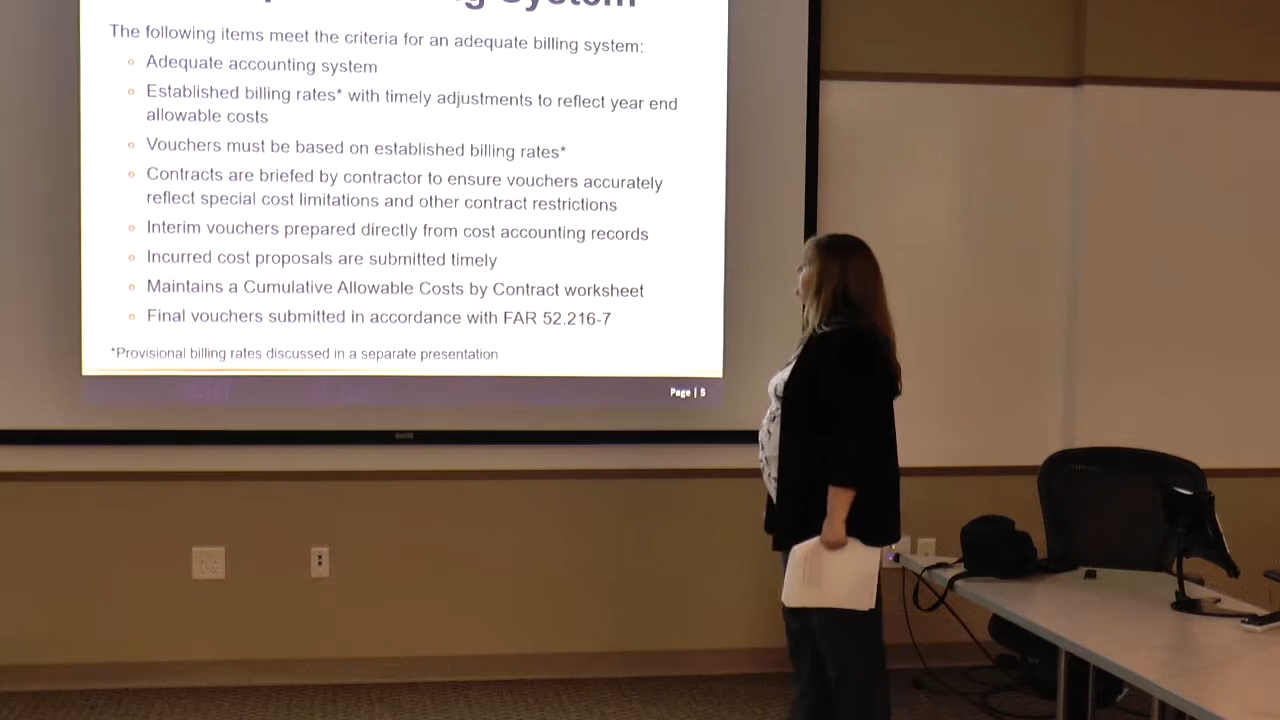 System
The following items meet the criteria for an adequate billing system:
Adequate accounting system
Established billing rates* with timely adjustments to reflect year end
allowable costs
Vouchers must be based on established billing rates*
Contracts are briefed by contractor to ensure vouchers accurately
reflect special cost limitations and other contract restrictions
Interim vouchers prepared directly from cost accounting records
Incurred cost proposals are submitted timely
Maintains a Cumulative Allowable Costs by Contract worksheet
Final vouchers submitted in accordance with FAR 52.216-7
*Provisional billing rates discussed in a separate presentation
Page | 5